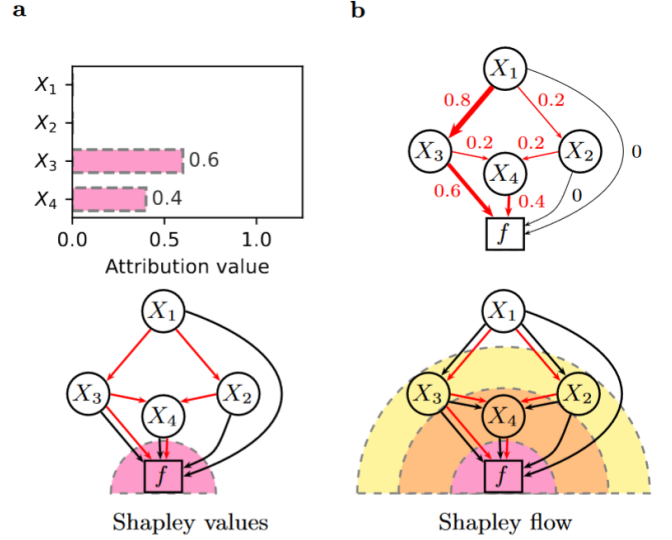 a
X₁
X₂
X₃ 0.6
X₄ 0.4
0.0 0.5 1.0
Attribution value
b
X₁
0.8 0.2
X₃ 0.2 0.2 X₂ 0
X₄
0.6 0.4 0
f
X₁
X₃ X₂
X₄
f
Shapley values
X₁
X₃ X₂
X₄
f
Shapley flow